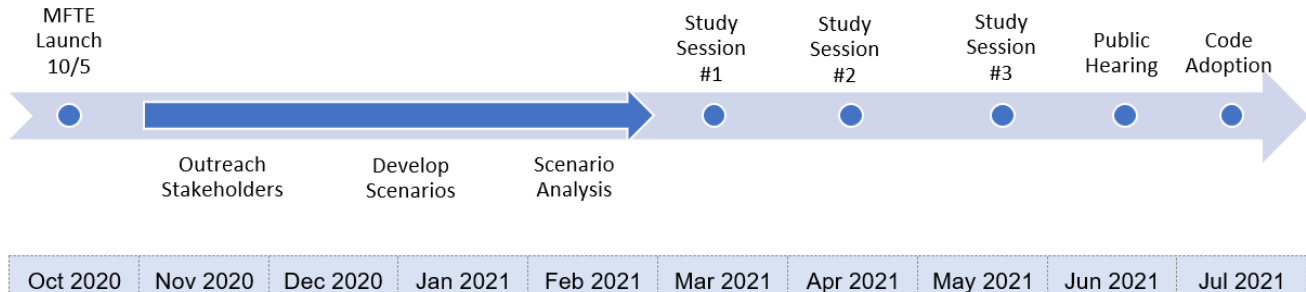 MFTE
Launch
10/5
Study
Session
#1
Study
Session
#2
Study
Session
#3
Public
Hearing
Code
Adoption
Outreach
Stakeholders
Develop
Scenarios
Scenario
Analysis
Oct 2020 Nov 2020 Dec 2020 Jan 2021 Feb 2021 Mar 2021 Apr 2021 May 2021 Jun 2021 Jul 2021